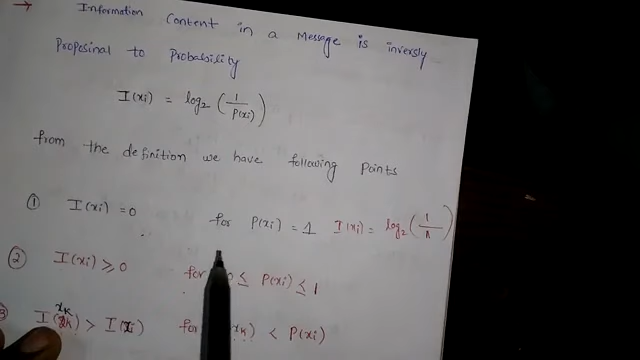 → Information Content in a Message is inversly
Proposinal to Probability
I(xi) = log2 (1/P(xi))
from the definition we have following points
① I(xi) = 0 for P(xi) = 1 I(xi) = log2 (1/1)
② I(xi) ≥ 0 for 0 ≤ P(xi) ≤ 1
I(xk) > I(xi) for xk) < P(xi)